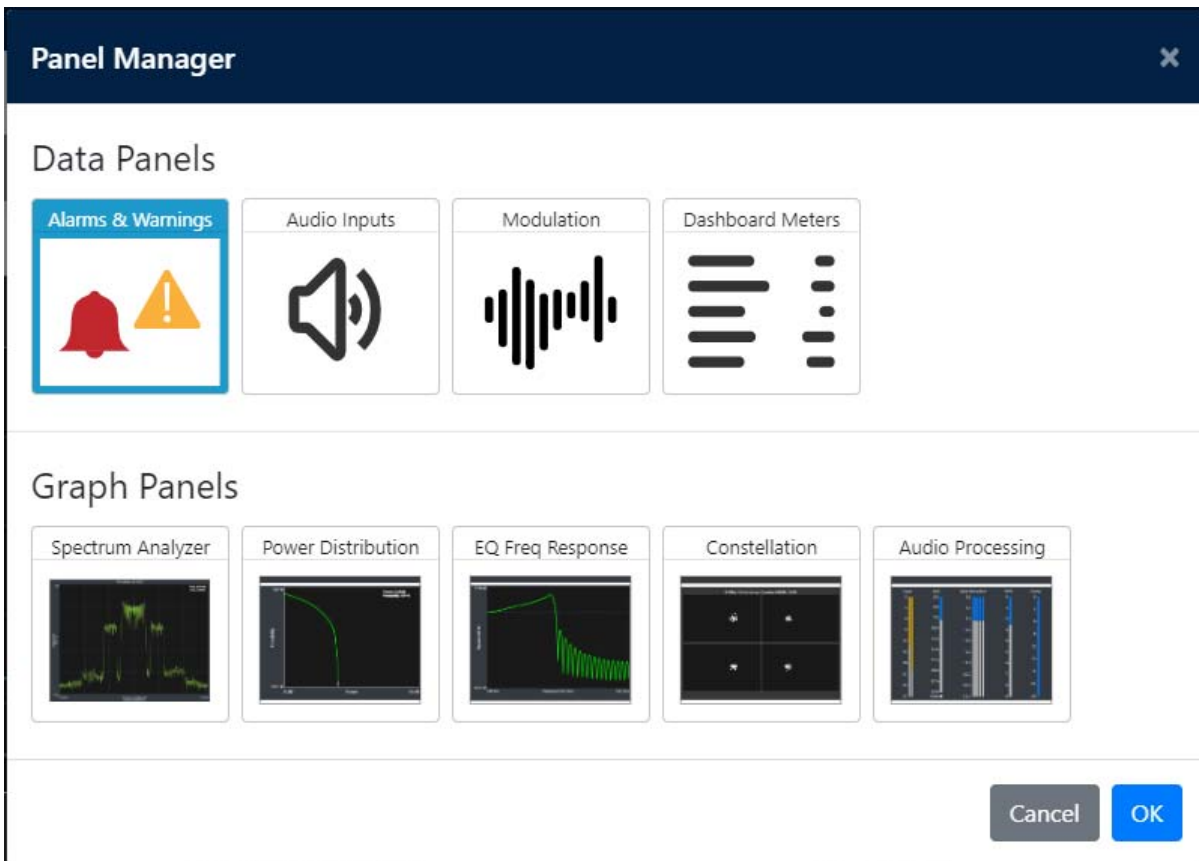 Panel Manager ×
Data Panels
Alarms & Warnings Audio Inputs Modulation Dashboard Meters
Graph Panels
Spectrum Analyzer Power Distribution EQ Freq Response Constellation Audio Processing
Cancel OK